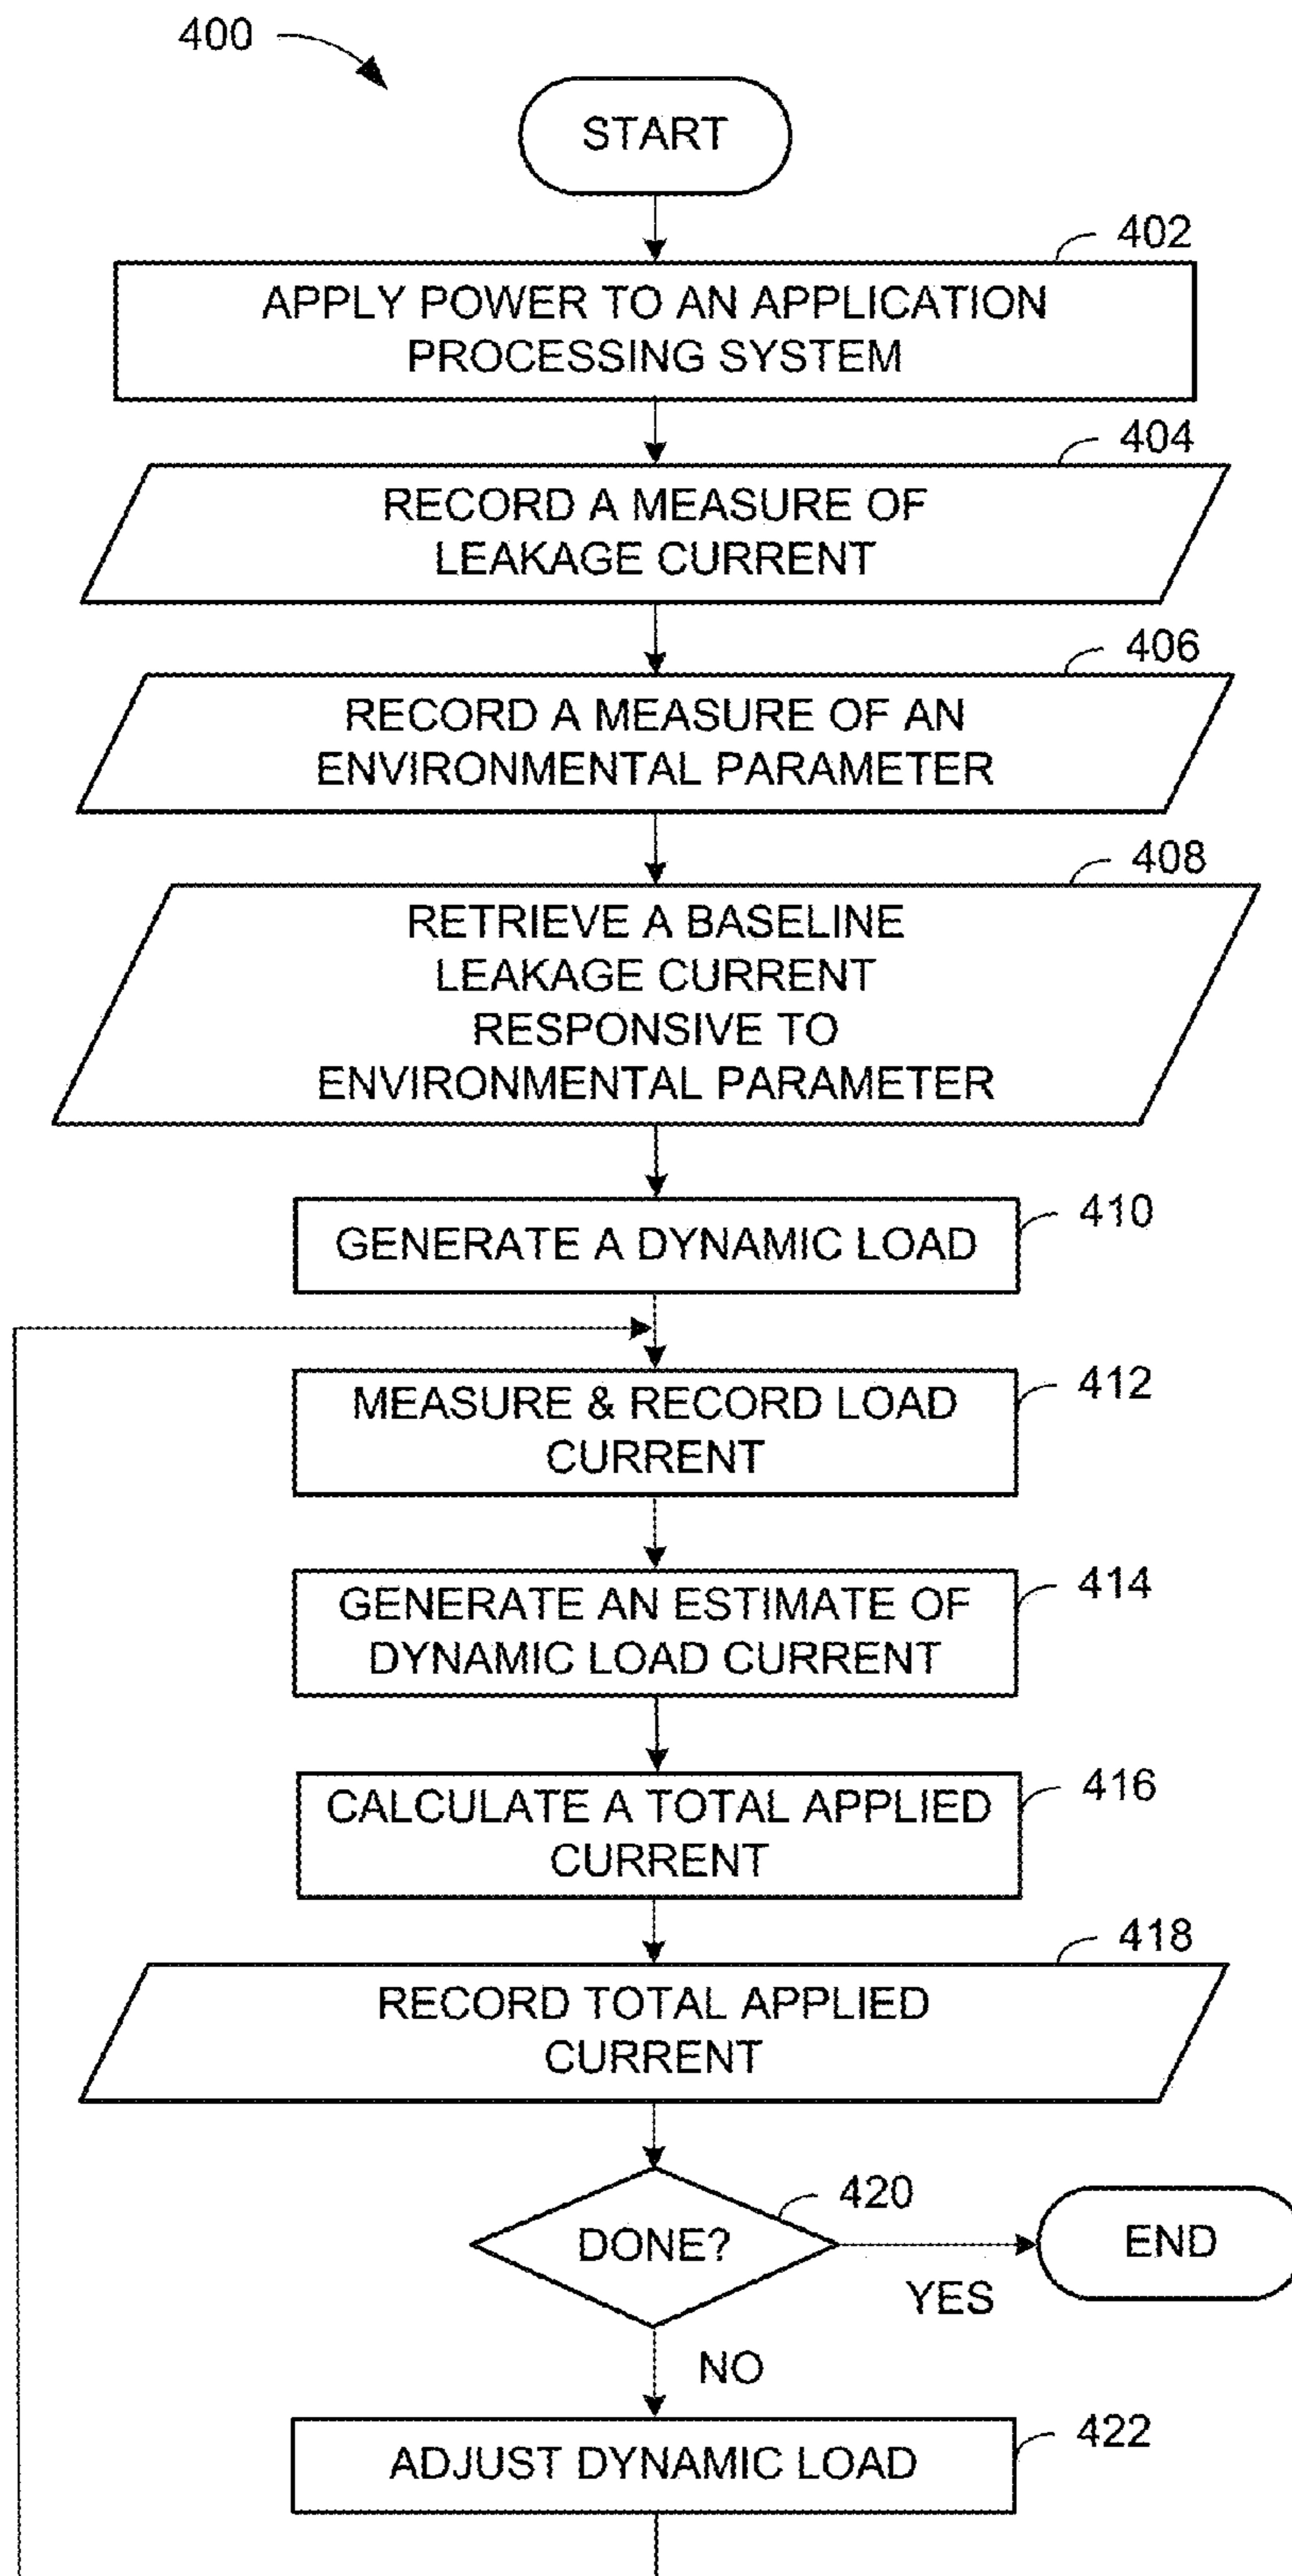 400
START
402
APPLY POWER TO AN APPLICATION
PROCESSING SYSTEM
404
RECORD A MEASURE OF
LEAKAGE CURRENT
406
RECORD A MEASURE OF AN
ENVIRONMENTAL PARAMETER
408
RETRIEVE A BASELINE
LEAKAGE CURRENT
RESPONSIVE TO
ENVIRONMENTAL PARAMETER
410
GENERATE A DYNAMIC LOAD
412
MEASURE & RECORD LOAD
CURRENT
414
GENERATE AN ESTIMATE OF
DYNAMIC LOAD CURRENT
416
CALCULATE A TOTAL APPLIED
CURRENT
418
RECORD TOTAL APPLIED
CURRENT
420
DONE?
END
YES
NO
422
ADJUST DYNAMIC LOAD